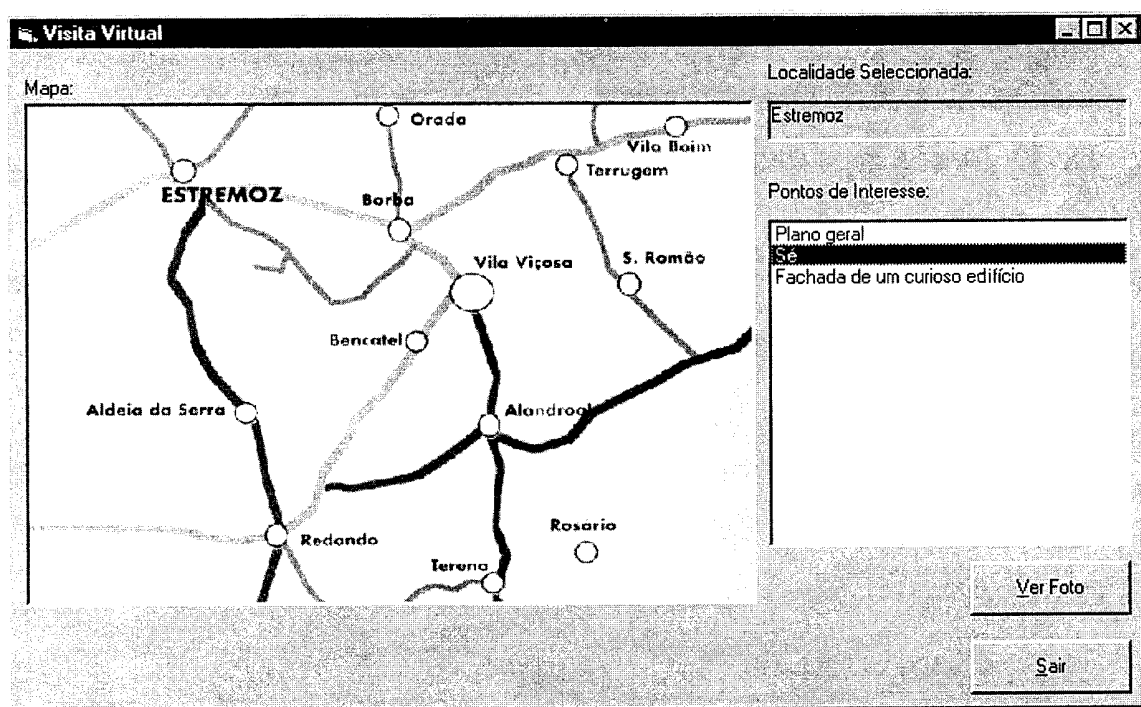 Visita Virtual
Mapa:
Orada
Vila Boim
Terrugem
ESTREMOZ
Borba
Vila Viçosa
S. Romão
Bencatel
Aldeia da Serra
Alandroal
Redondo
Rosário
Terena
Localidade Seleccionada:
Estremoz
Pontos de Interesse:
Plano geral
Sé
Fachada de um curioso edifício
Ver Foto
Sair